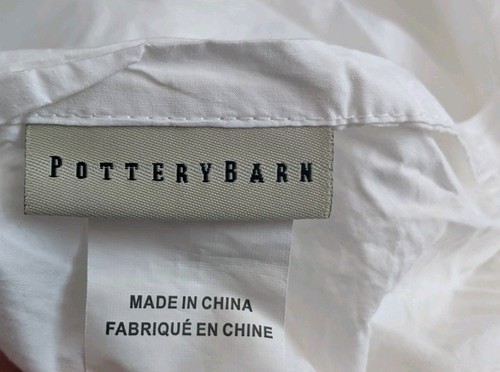 POTTERYBARN
MADE IN CHINA
FABRIQUÉ EN CHINE